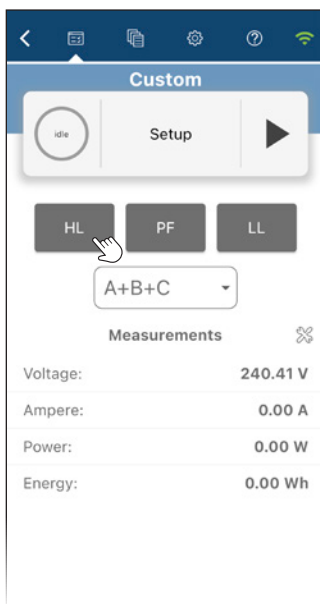 Custom
idle Setup
HL PF LL
A+B+C
Measurements
Voltage: 240.41 V
Ampere: 0.00 A
Power: 0.00 W
Energy: 0.00 Wh